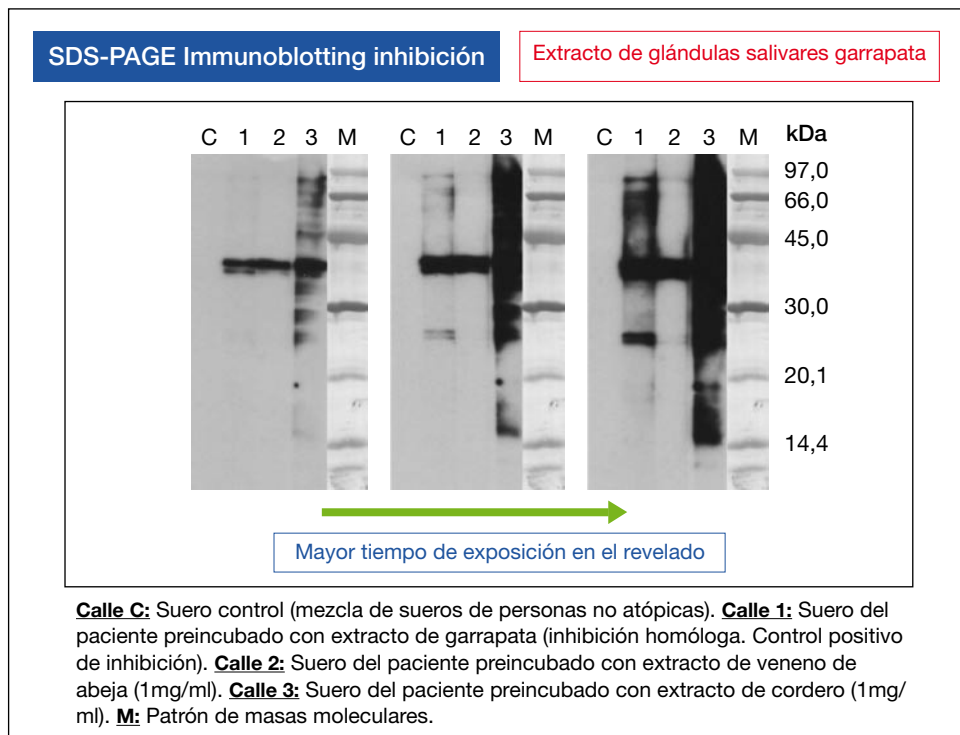 SDS-PAGE Immunoblotting inhibición
Extracto de glándulas salivares garrapata
C 1 2 3 M C 1 2 3 M C 1 2 3 M kDa
97,0
66,0
45,0
30,0
20,1
14,4
Mayor tiempo de exposición en el revelado
Calle C: Suero control (mezcla de sueros de personas no atópicas). Calle 1: Suero del
paciente preincubado con extracto de garrapata (inhibición homóloga. Control positivo
de inhibición). Calle 2: Suero del paciente preincubado con extracto de veneno de
abeja (1mg/ml). Calle 3: Suero del paciente preincubado con extracto de cordero (1mg/
ml). M: Patrón de masas moleculares.